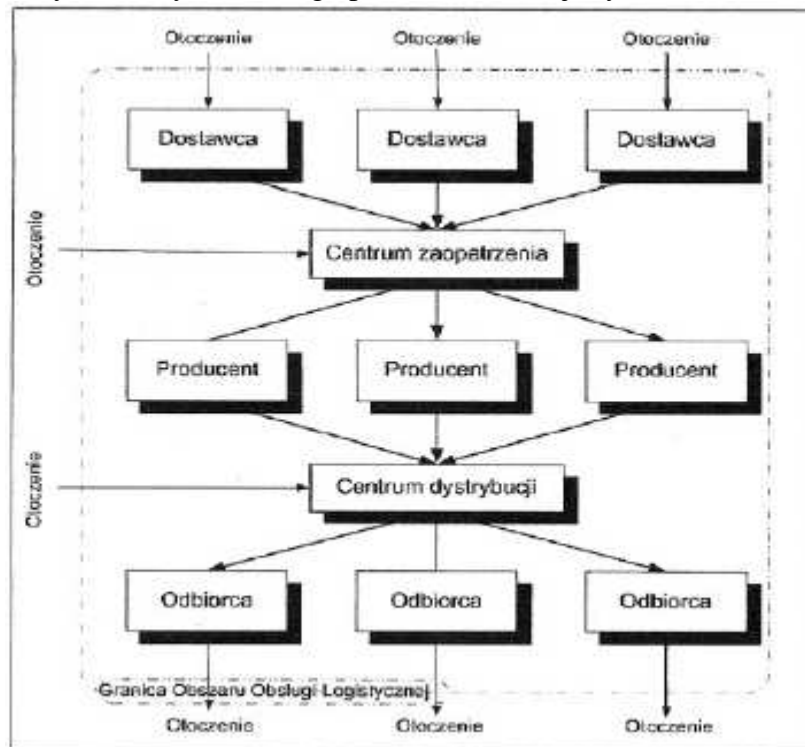 Otoczenie Otoczenie Otoczenie
Dostawca Dostawca Dostawca
Otoczenie
Centrum zaopatrzenia
Producent Producent Producent
Otoczenie
Centrum dystrybucji
Odbiorca Odbiorca Odbiorca
Granica Obszaru Obsługi Logistycznej
Otoczenie Otoczenie Otoczenie